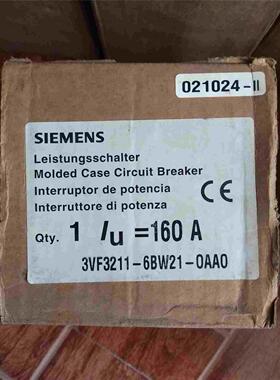 021024-II
SIEMENS
Leistungsschalter
Molded Case Circuit Breaker
Interruptor de potencia
Interruttore di potenza
CE
Qty. 1 Iu =160 A
3VF3211-6BW21-0AA0